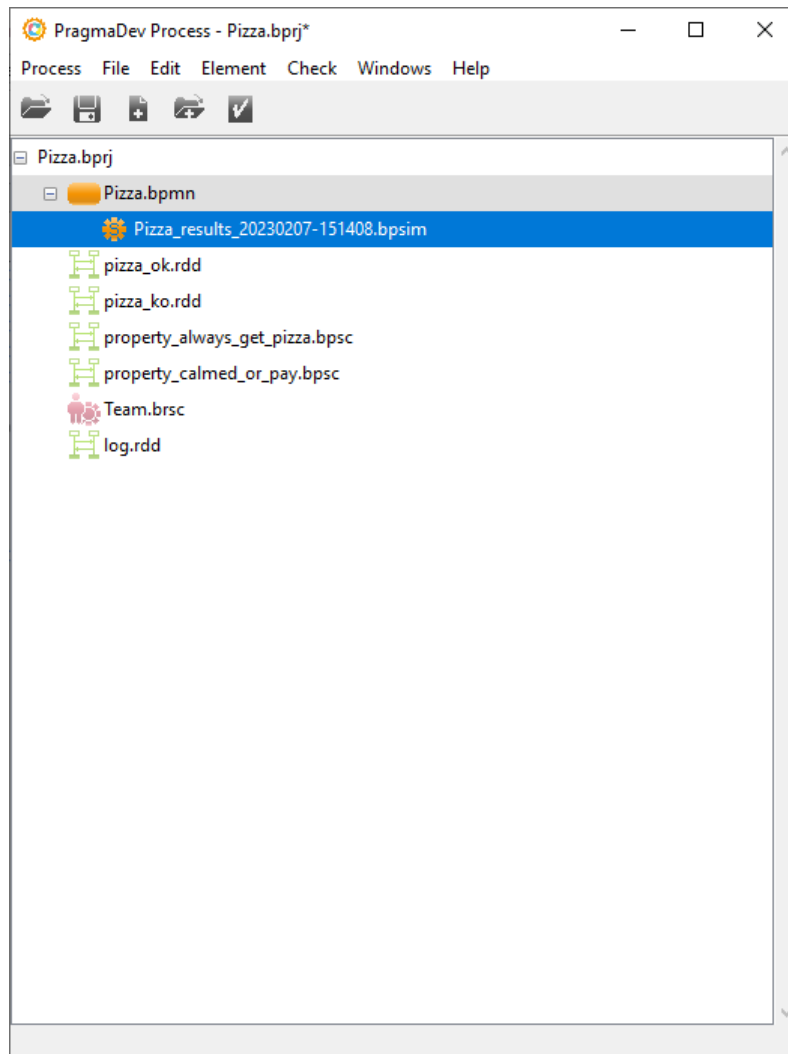 PragmaDev Process - Pizza.bprj*
Process File Edit Element Check Windows Help
Pizza.bprj
Pizza.bpmn
Pizza_results_20230207-151408.bpsim
pizza_ok.rdd
pizza_ko.rdd
property_always_get_pizza.bpsc
property_calmed_or_pay.bpsc
Team.brsc
log.rdd